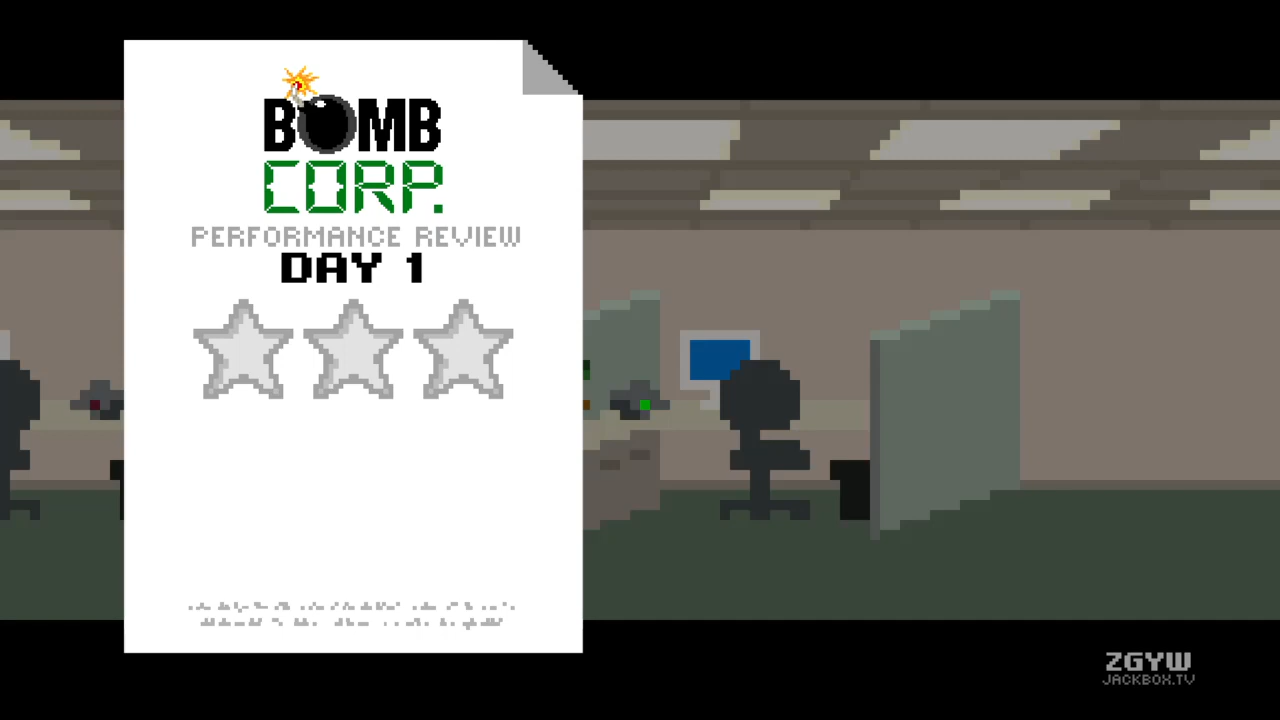 BOMB
CORP.
PERFORMANCE REVIEW
DAY 1
ZGYW
JACKBOX.TV